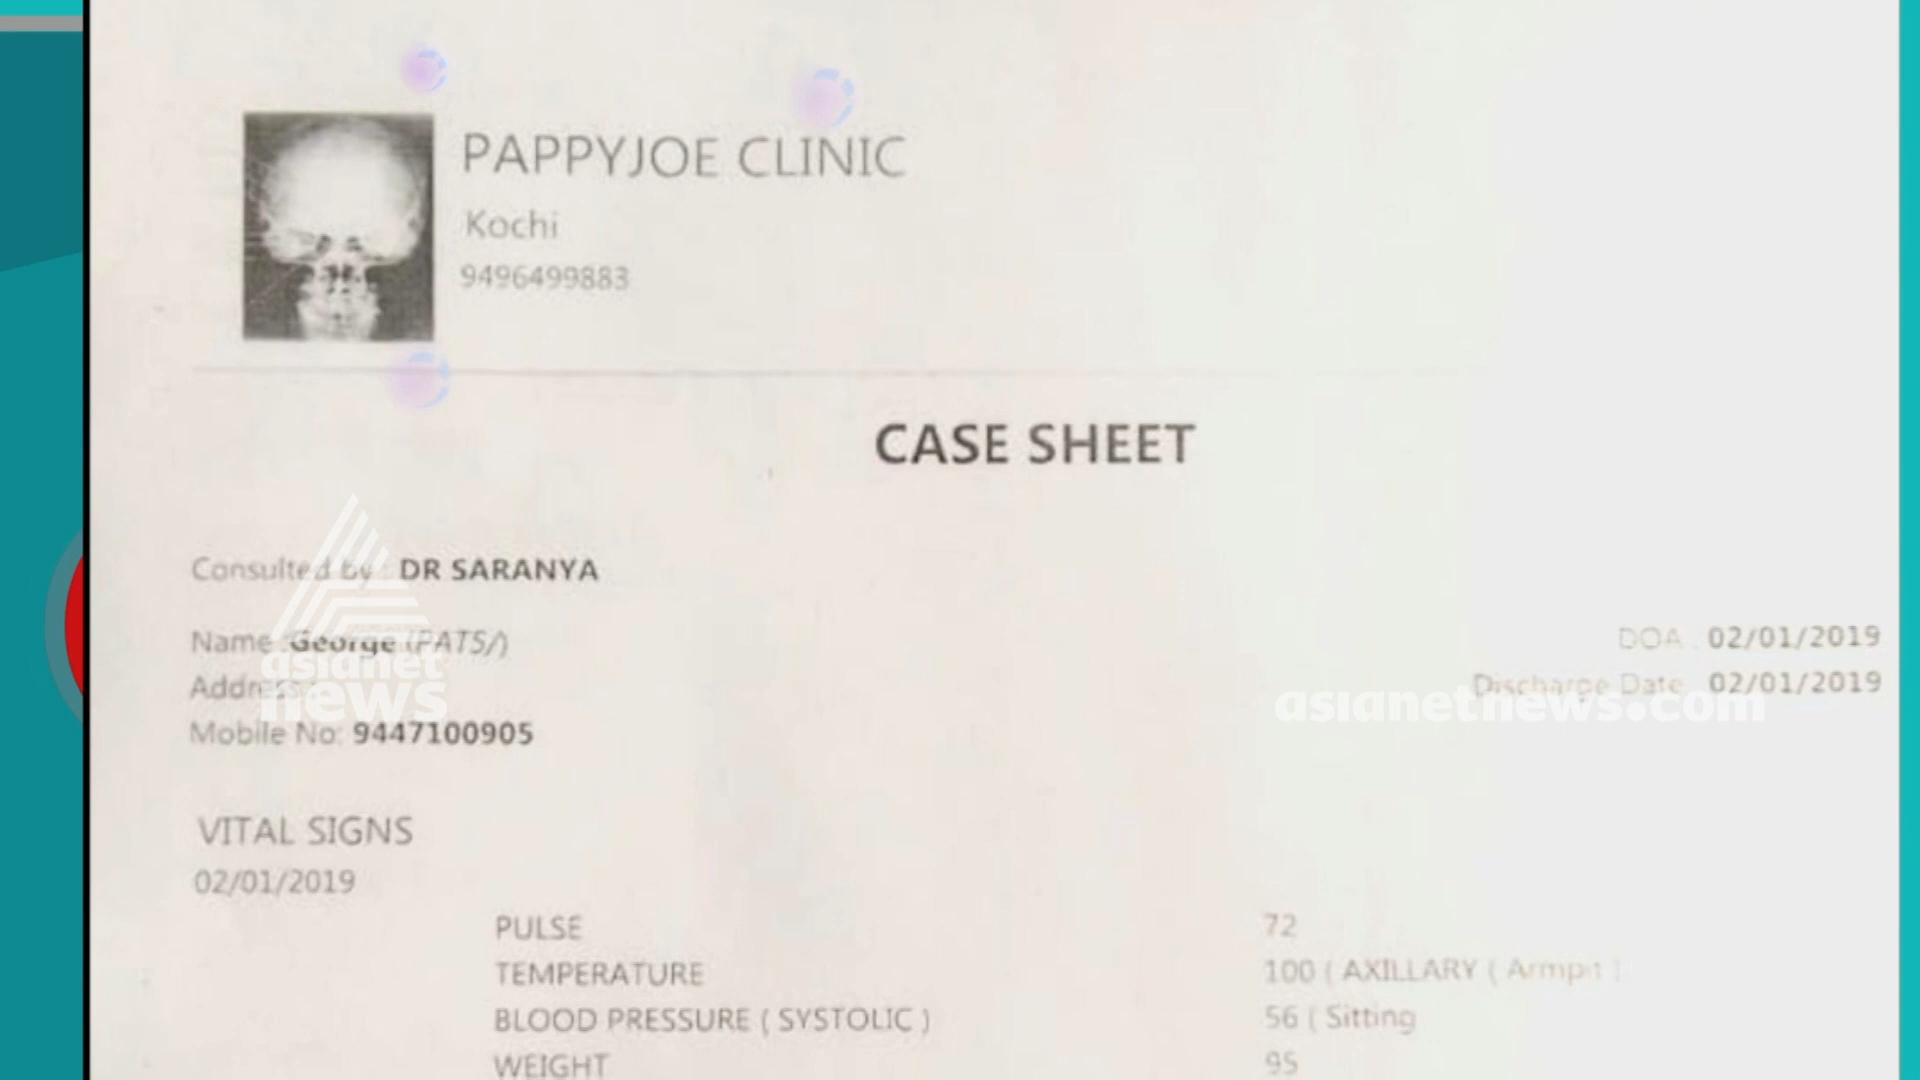 PAPPYJOE CLINIC
Kochi
9496499883
CASE SHEET
Consulted by : DR SARANYA
Name :George (PATS/)
DOA : 02/01/2019
Address :
Discharge Date : 02/01/2019
Mobile No: 9447100905
asianet
news
asianetnews.com
VITAL SIGNS
02/01/2019
PULSE 72
TEMPERATURE 100 ( AXILLARY ( Armpit )
BLOOD PRESSURE ( SYSTOLIC ) 56 ( Sitting
WEIGHT 95